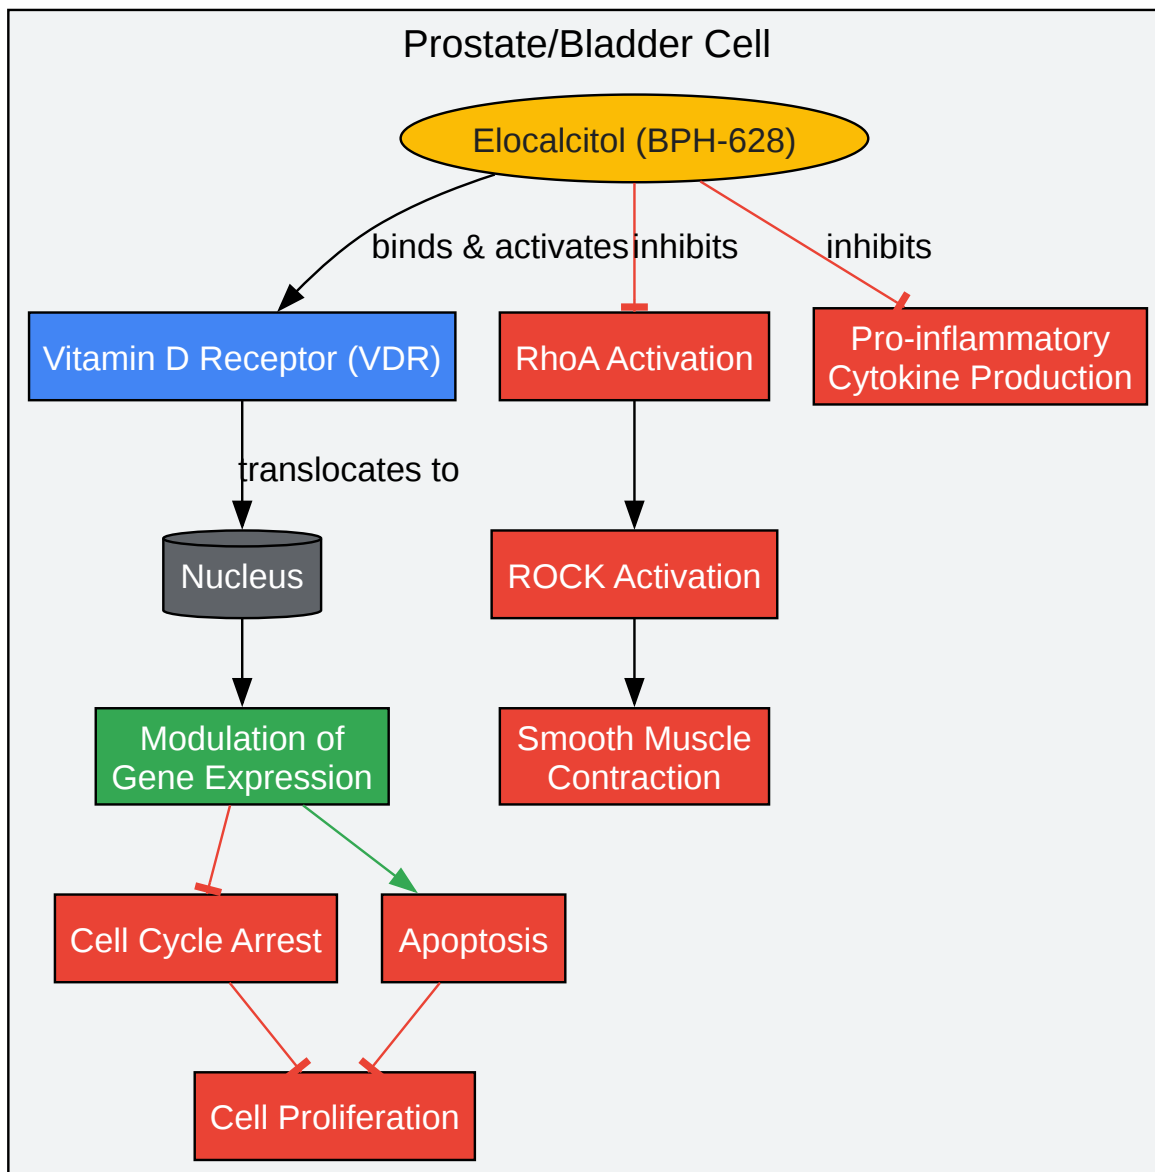 Prostate/Bladder Cell
Elocalcitol (BPH-628)
binds & activates
inhibits
inhibits
Vitamin D Receptor (VDR)
RhoA Activation
Pro-inflammatory
Cytokine Production
translocates to
Nucleus
ROCK Activation
Modulation of
Gene Expression
Smooth Muscle
Contraction
Cell Cycle Arrest
Apoptosis
Cell Proliferation